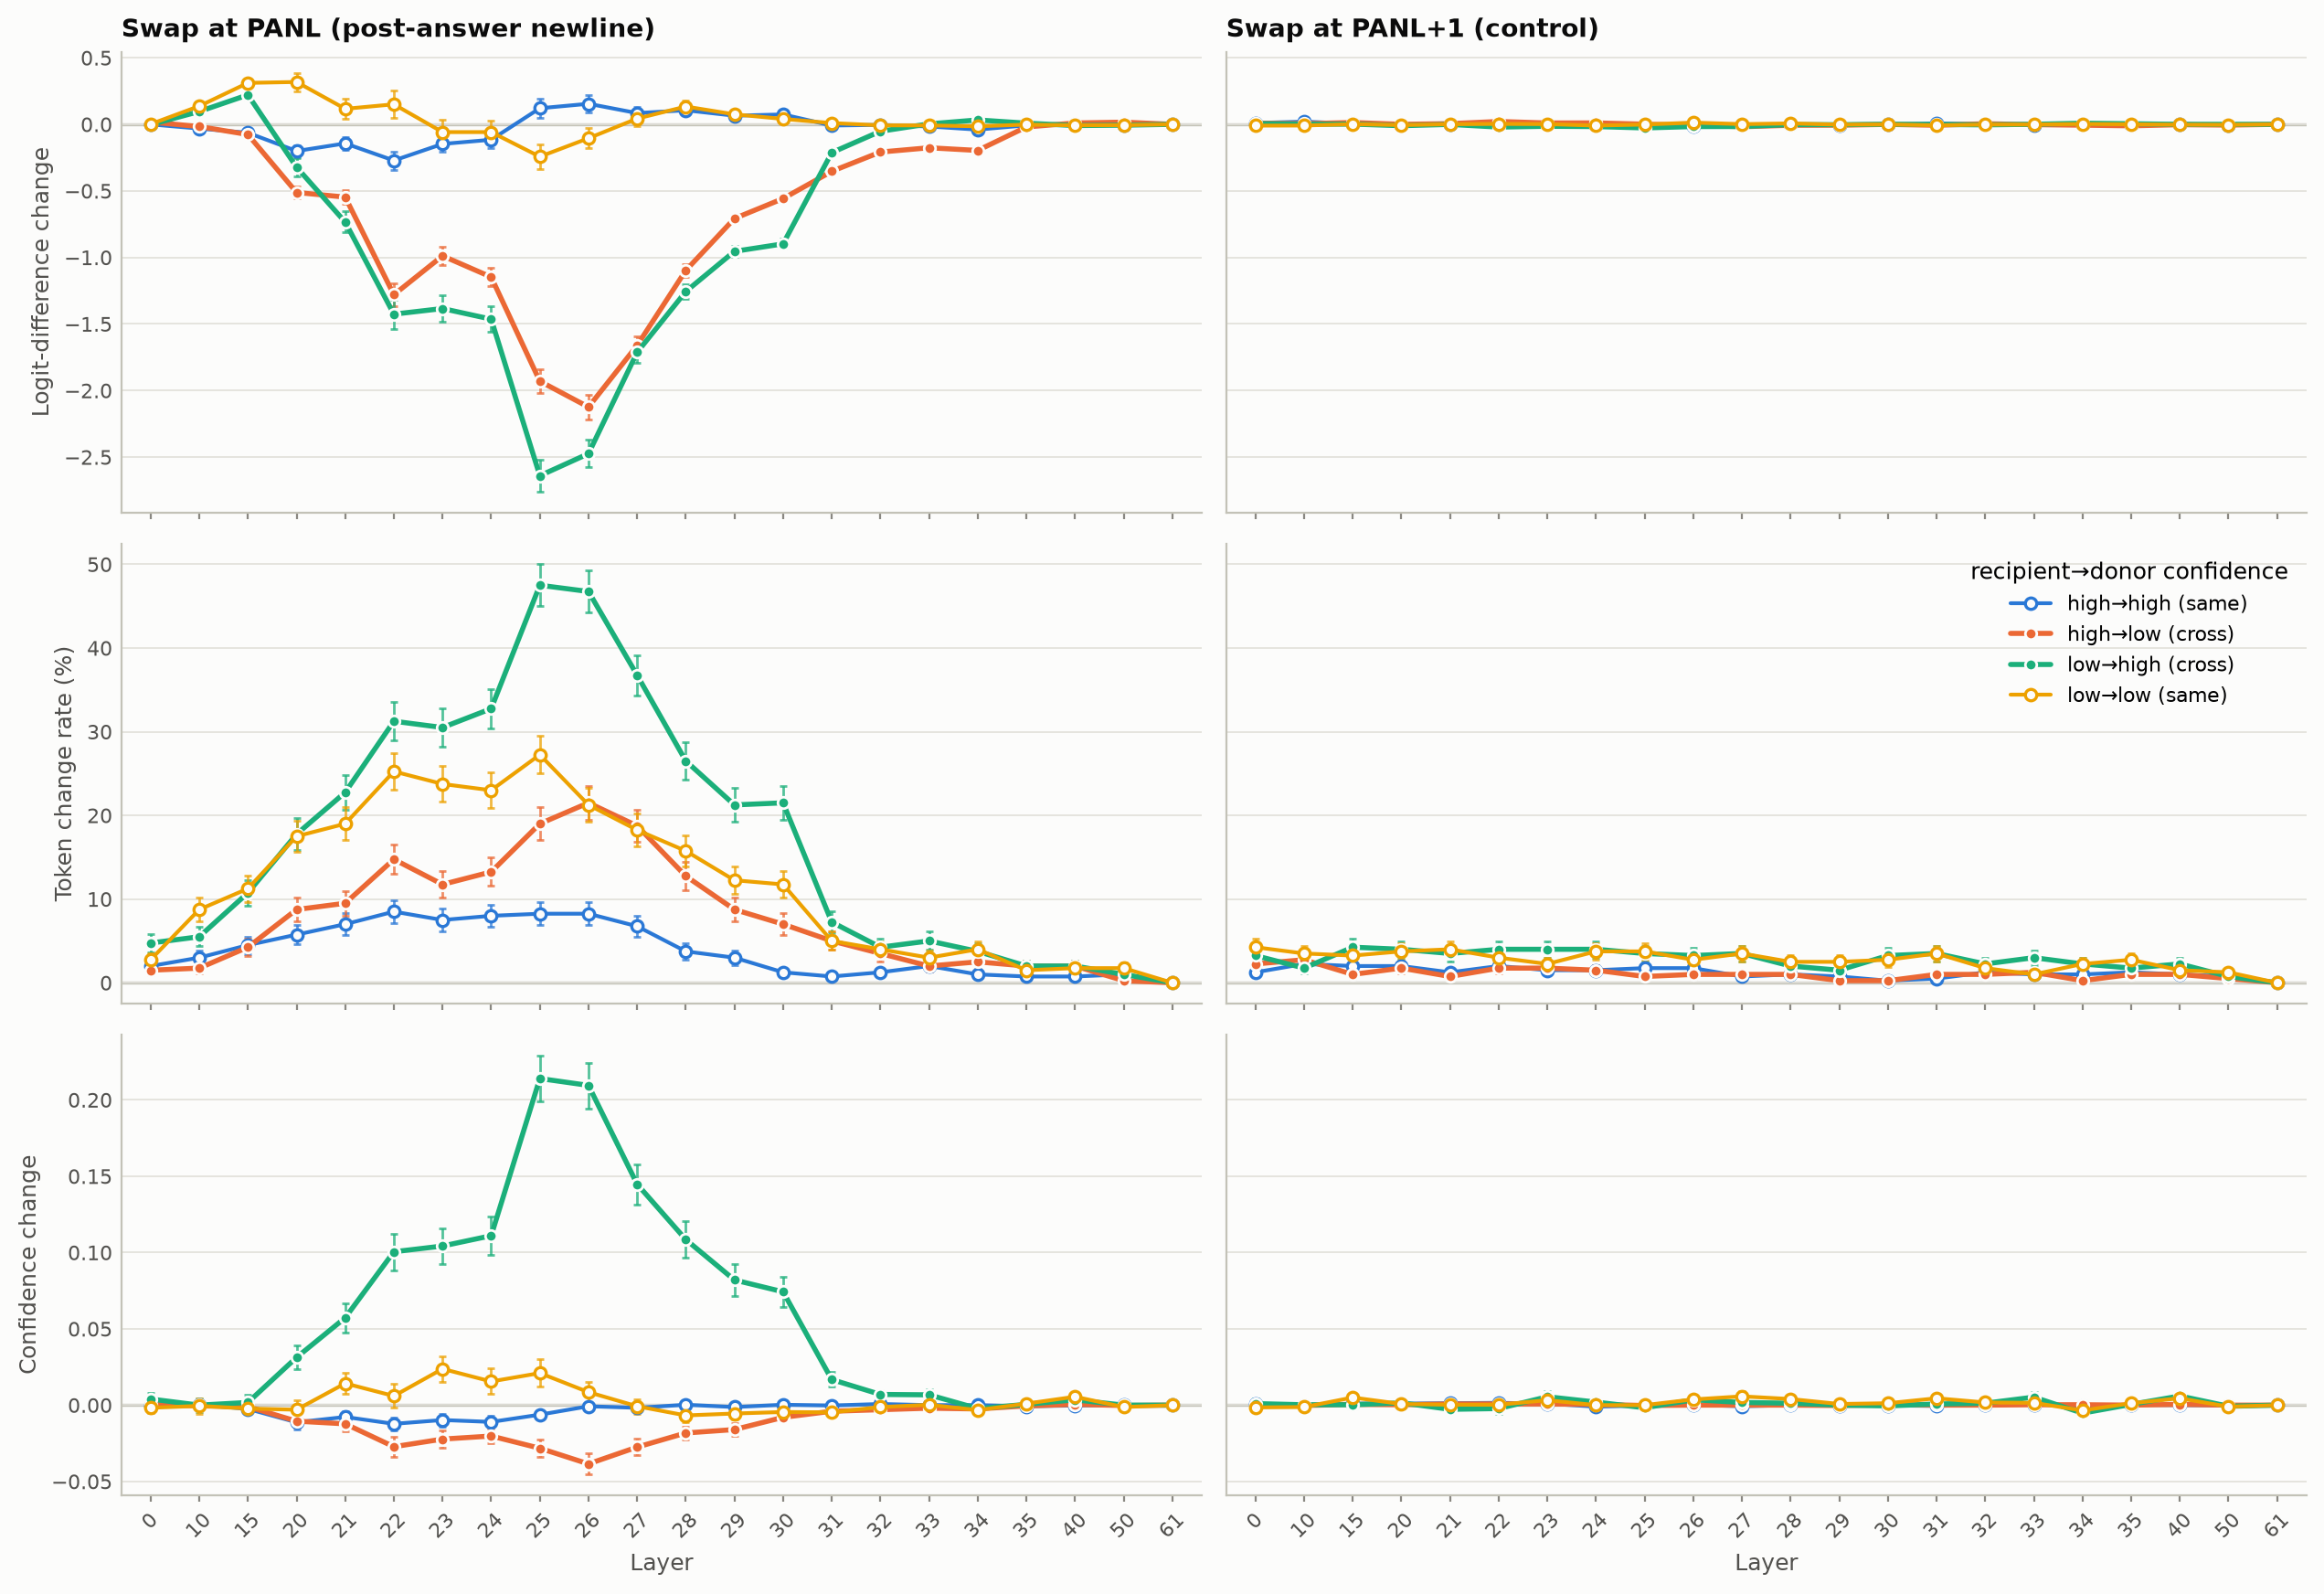 Swap at PANL (post-answer newline)
Swap at PANL+1 (control)
Logit-difference change
0.5
0.0
−0.5
−1.0
−1.5
−2.0
−2.5
Token change rate (%)
50
40
30
20
10
0
recipient→donor confidence
high→high (same)
high→low (cross)
low→high (cross)
low→low (same)
Confidence change
0.20
0.15
0.10
0.05
0.00
−0.05
0 10 15 20 21 22 23 24 25 26 27 28 29 30 31 32 33 34 35 40 50 61
Layer
0 10 15 20 21 22 23 24 25 26 27 28 29 30 31 32 33 34 35 40 50 61
Layer